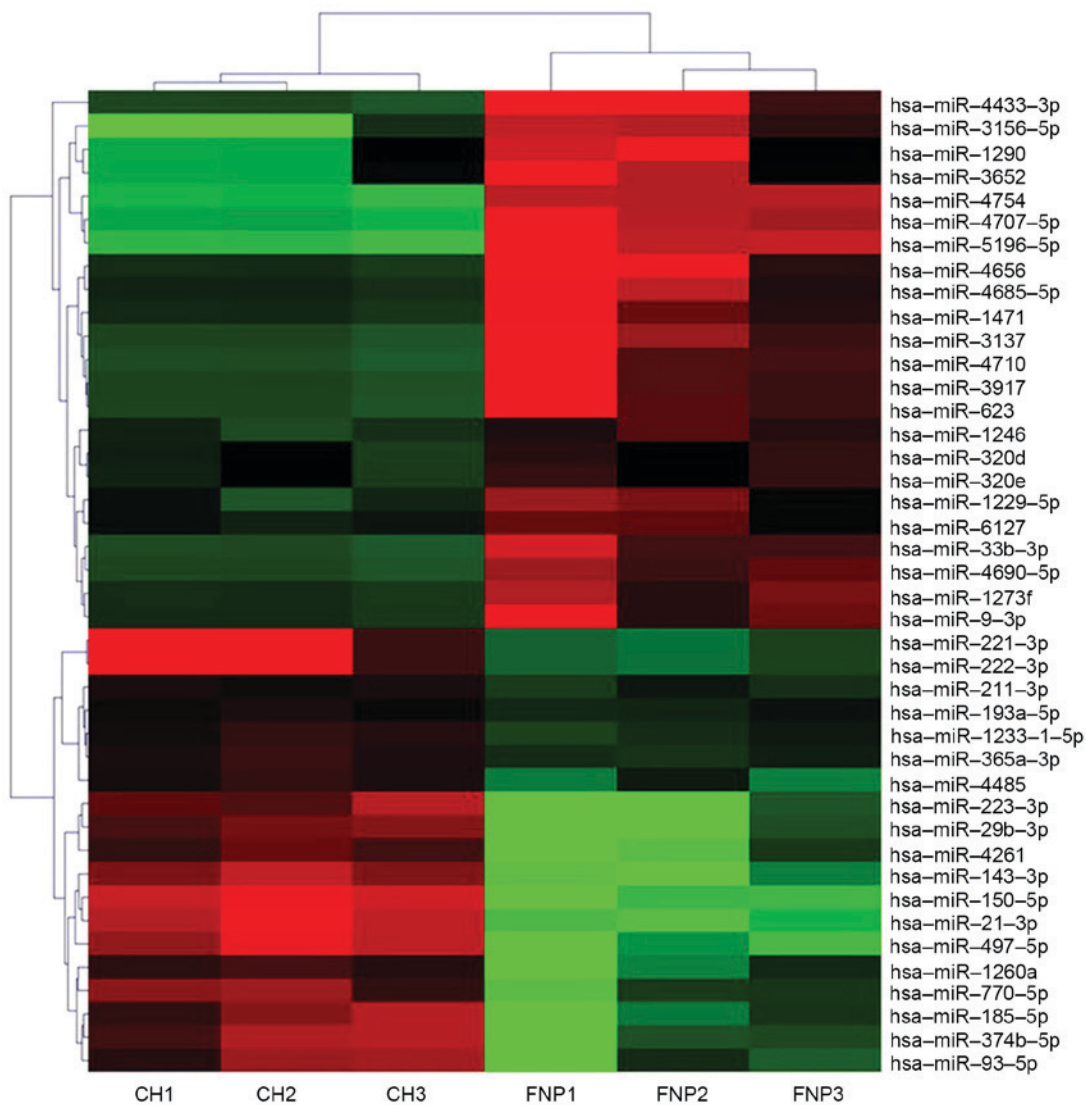 hsa–miR–4433–3p
hsa–miR–3156–5p
hsa–miR–1290
hsa–miR–3652
hsa–miR–4754
hsa–miR–4707–5p
hsa–miR–5196–5p
hsa–miR–4656
hsa–miR–4685–5p
hsa–miR–1471
hsa–miR–3137
hsa–miR–4710
hsa–miR–3917
hsa–miR–623
hsa–miR–1246
hsa–miR–320d
hsa–miR–320e
hsa–miR–1229–5p
hsa–miR–6127
hsa–miR–33b–3p
hsa–miR–4690–5p
hsa–miR–1273f
hsa–miR–9–3p
hsa–miR–221–3p
hsa–miR–222–3p
hsa–miR–211–3p
hsa–miR–193a–5p
hsa–miR–1233–1–5p
hsa–miR–365a–3p
hsa–miR–4485
hsa–miR–223–3p
hsa–miR–29b–3p
hsa–miR–4261
hsa–miR–143–3p
hsa–miR–150–5p
hsa–miR–21–3p
hsa–miR–497–5p
hsa–miR–1260a
hsa–miR–770–5p
hsa–miR–185–5p
hsa–miR–374b–5p
hsa–miR–93–5p
CH1 CH2 CH3 FNP1 FNP2 FNP3